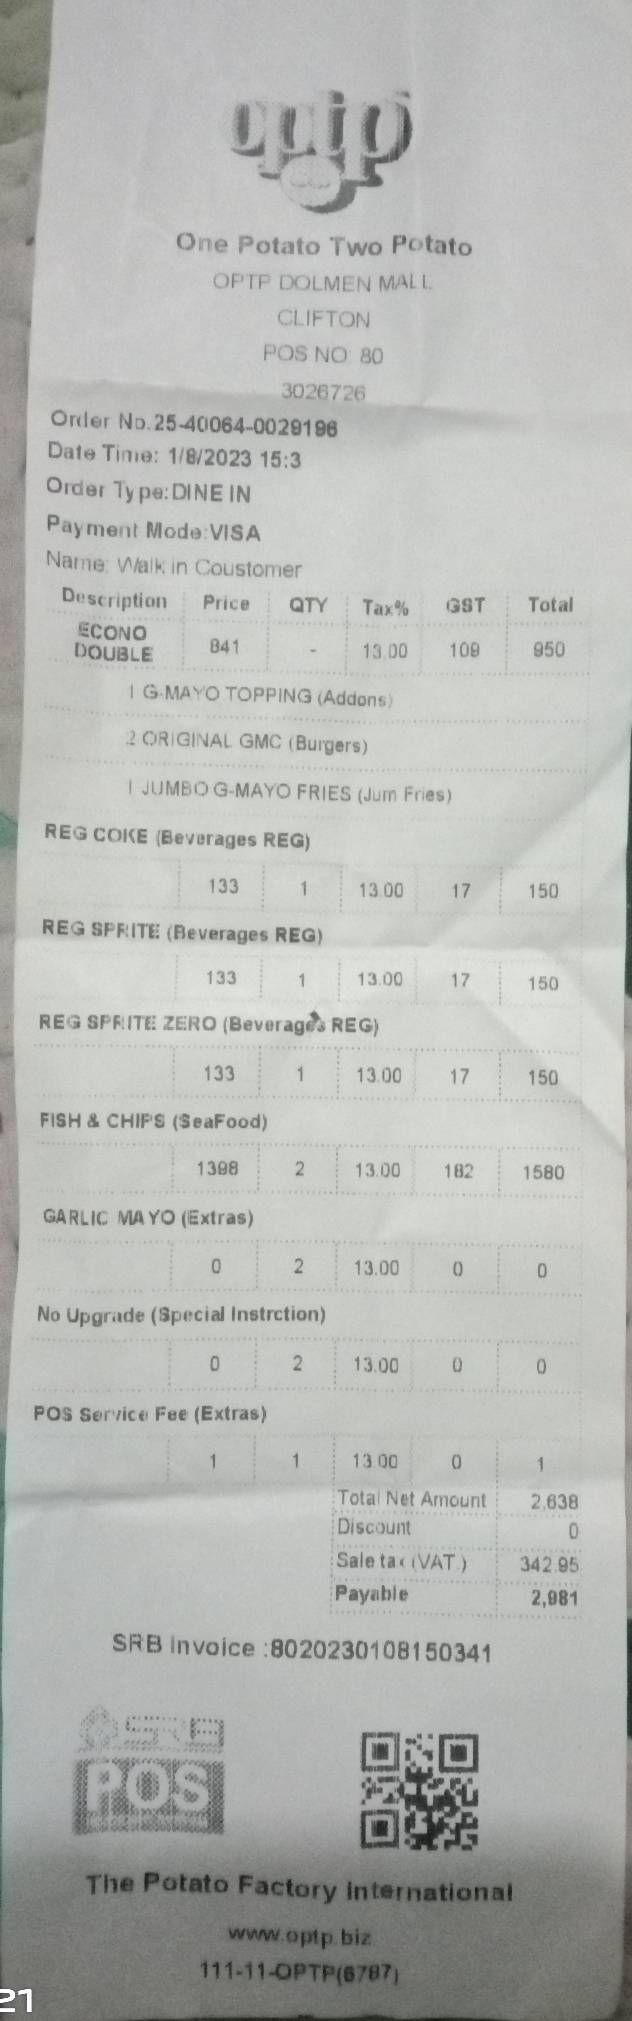 optp
One Potato Two Potato
OPTP DOLMEN MALL
CLIFTON
POS NO: 80
3026726
Order No.25-40064-0029196
Date Time: 1/8/2023 15:3
Order Type:DINE IN
Payment Mode:VISA
Name: Walk in Coustomer
Description Price QTY Tax% GST Total
ECONO
DOUBLE 841 - 13.00 109 950
1 G-MAYO TOPPING (Addons)
2 ORIGINAL GMC (Burgers)
1 JUMBO G-MAYO FRIES (Jum Fries)
REG COKE (Beverages REG)
133 1 13.00 17 150
REG SPRITE (Beverages REG)
133 1 13.00 17 150
REG SPRITE ZERO (Beverages REG)
133 1 13.00 17 150
FISH & CHIPS (SeaFood)
1398 2 13.00 182 1580
GARLIC MAYO (Extras)
0 2 13.00 0 0
No Upgrade (Special Instrction)
0 2 13.00 0 0
POS Service Fee (Extras)
1 1 13.00 0 1
Total Net Amount 2,638
Discount 0
Sale tax (VAT.) 342.95
Payable 2,981
SRB Invoice :8020230108150341
SRB
POS
The Potato Factory International
www.optp.biz
111-11-OPTP(6787)
21